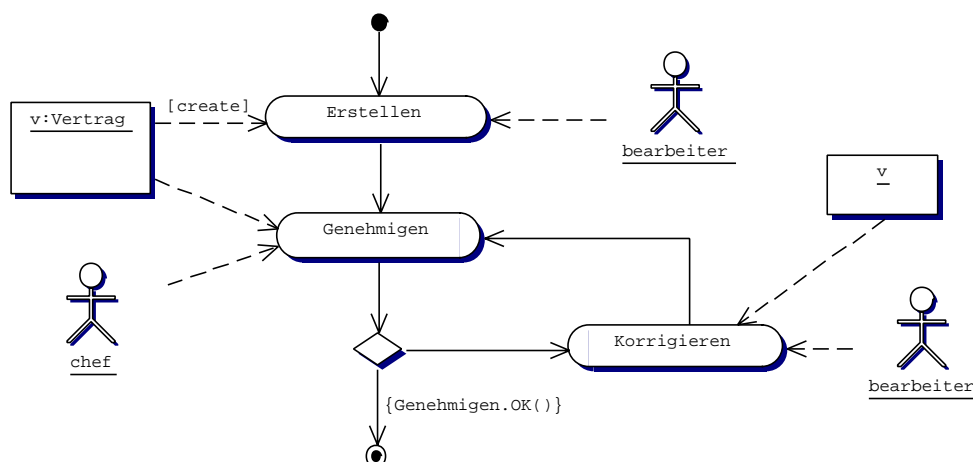 [create]
Erstellen
v:Vertrag
bearbeiter
v
Genehmigen
chef
Korrigieren
bearbeiter
{Genehmigen.OK()}